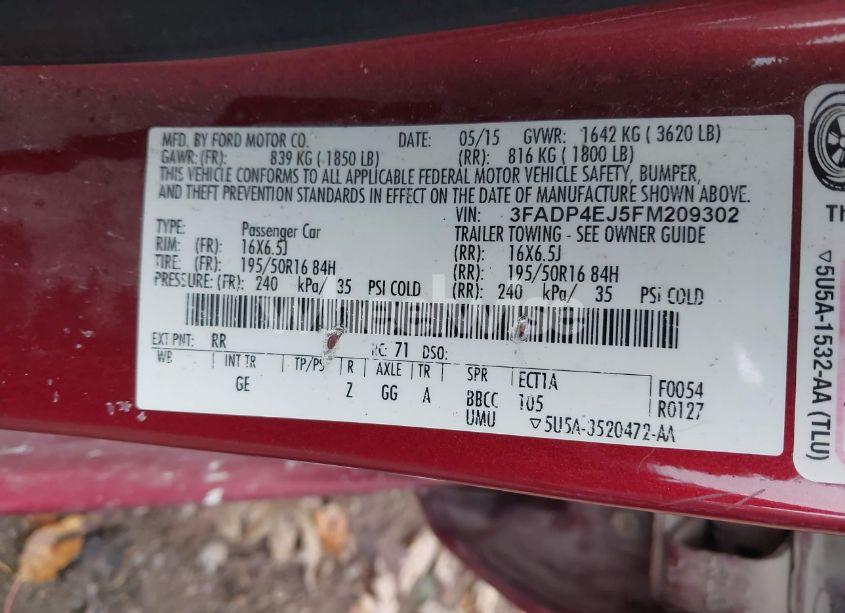 MFD. BY FORD MOTOR CO. DATE: 05/15 GVWR: 1642 KG ( 3620 LB)
GAWR:(FR): 839 KG ( 1850 LB) (RR): 816 KG ( 1800 LB)
THIS VEHICLE CONFORMS TO ALL APPLICABLE FEDERAL MOTOR VEHICLE SAFETY, BUMPER,
AND THEFT PREVENTION STANDARDS IN EFFECT ON THE DATE OF MANUFACTURE SHOWN ABOVE.
VIN: 3FADP4EJ5FM209302
TYPE: Passenger Car TRAILER TOWING - SEE OWNER GUIDE
RIM: (FR): 16X6.5J (RR): 16X6.5J
TIRE: (FR): 195/50R16 84H (RR): 195/50R16 84H
PRESSURE: (FR): 240 kPa/ 35 PSI COLD (RR): 240 kPa/ 35 PSi COLD
EXT PNT: RR RC: 71 DSO:
WB INT TR TP/PS R AXLE TR SPR ECT1A F0054
GE 2 GG A BBCC 105 R0127
UMU ▽5U5A-3520472-AA
▽5U5A-1532-AA (TLU)